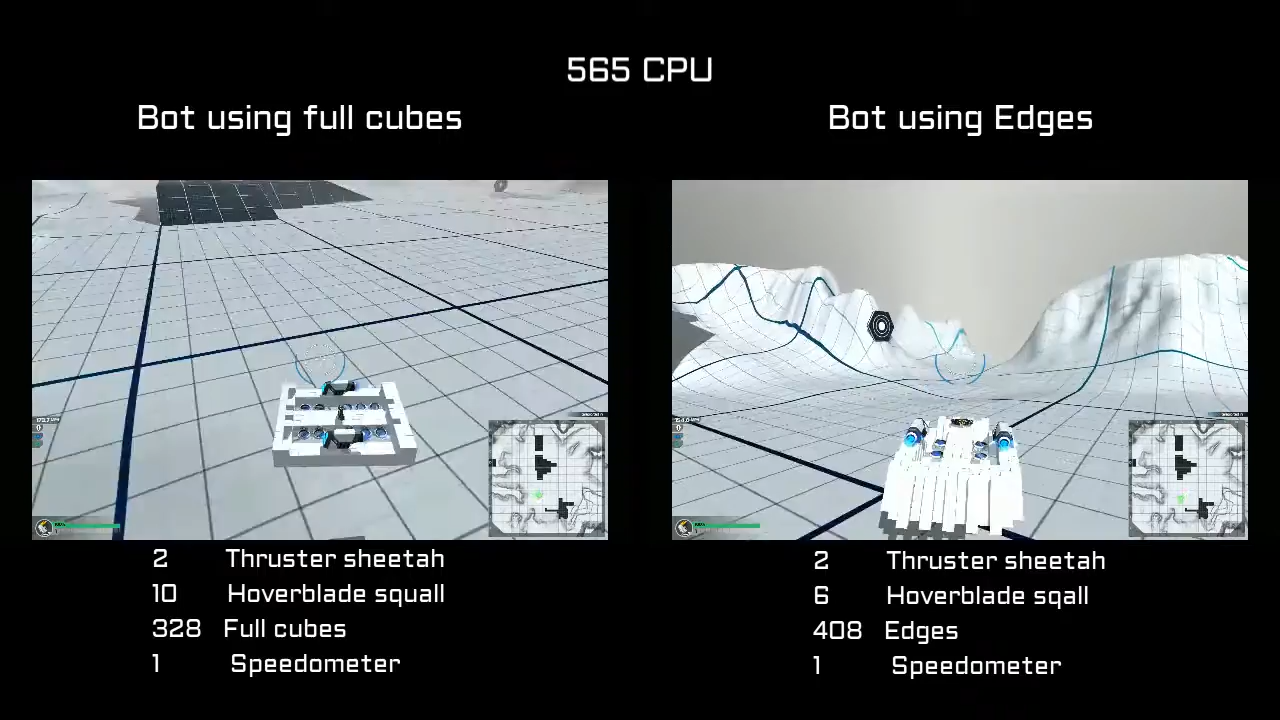 565 CPU
Bot using full cubes
Bot using Edges
2 Thruster sheetah
10 Hoverblade squall
328 Full cubes
1 Speedometer
2 Thruster sheetah
6 Hoverblade sqall
408 Edges
1 Speedometer